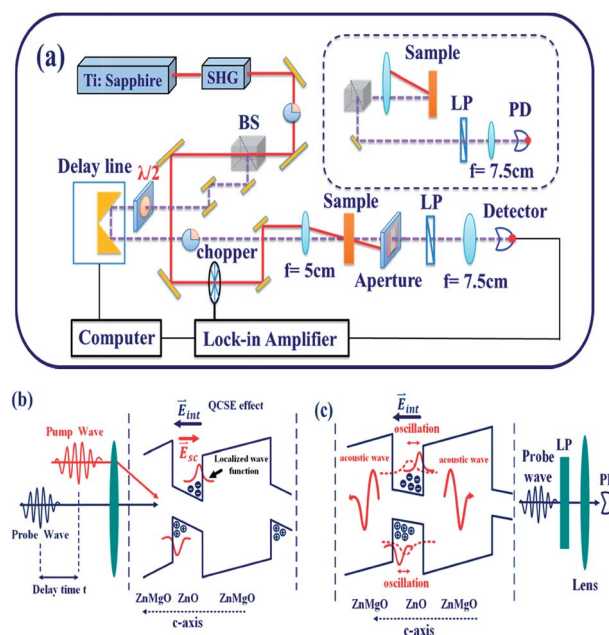 (a)
Ti: Sapphire
SHG
BS
Delay line
λ/2
chopper
f= 5cm
Sample
Aperture
LP
f= 7.5cm
Detector
Computer
Lock-in Amplifier
Sample
LP
PD
f= 7.5cm
(b)
Pump Wave
Probe Wave
Delay time t
E_int
QCSE effect
E_sc
Localized wave
function
ZnMgO ZnO ZnMgO
c-axis
(c)
E_int
oscillation
acoustic wave
acoustic wave
oscillation
ZnMgO ZnO ZnMgO
c-axis
Probe
wave
LP
Lens